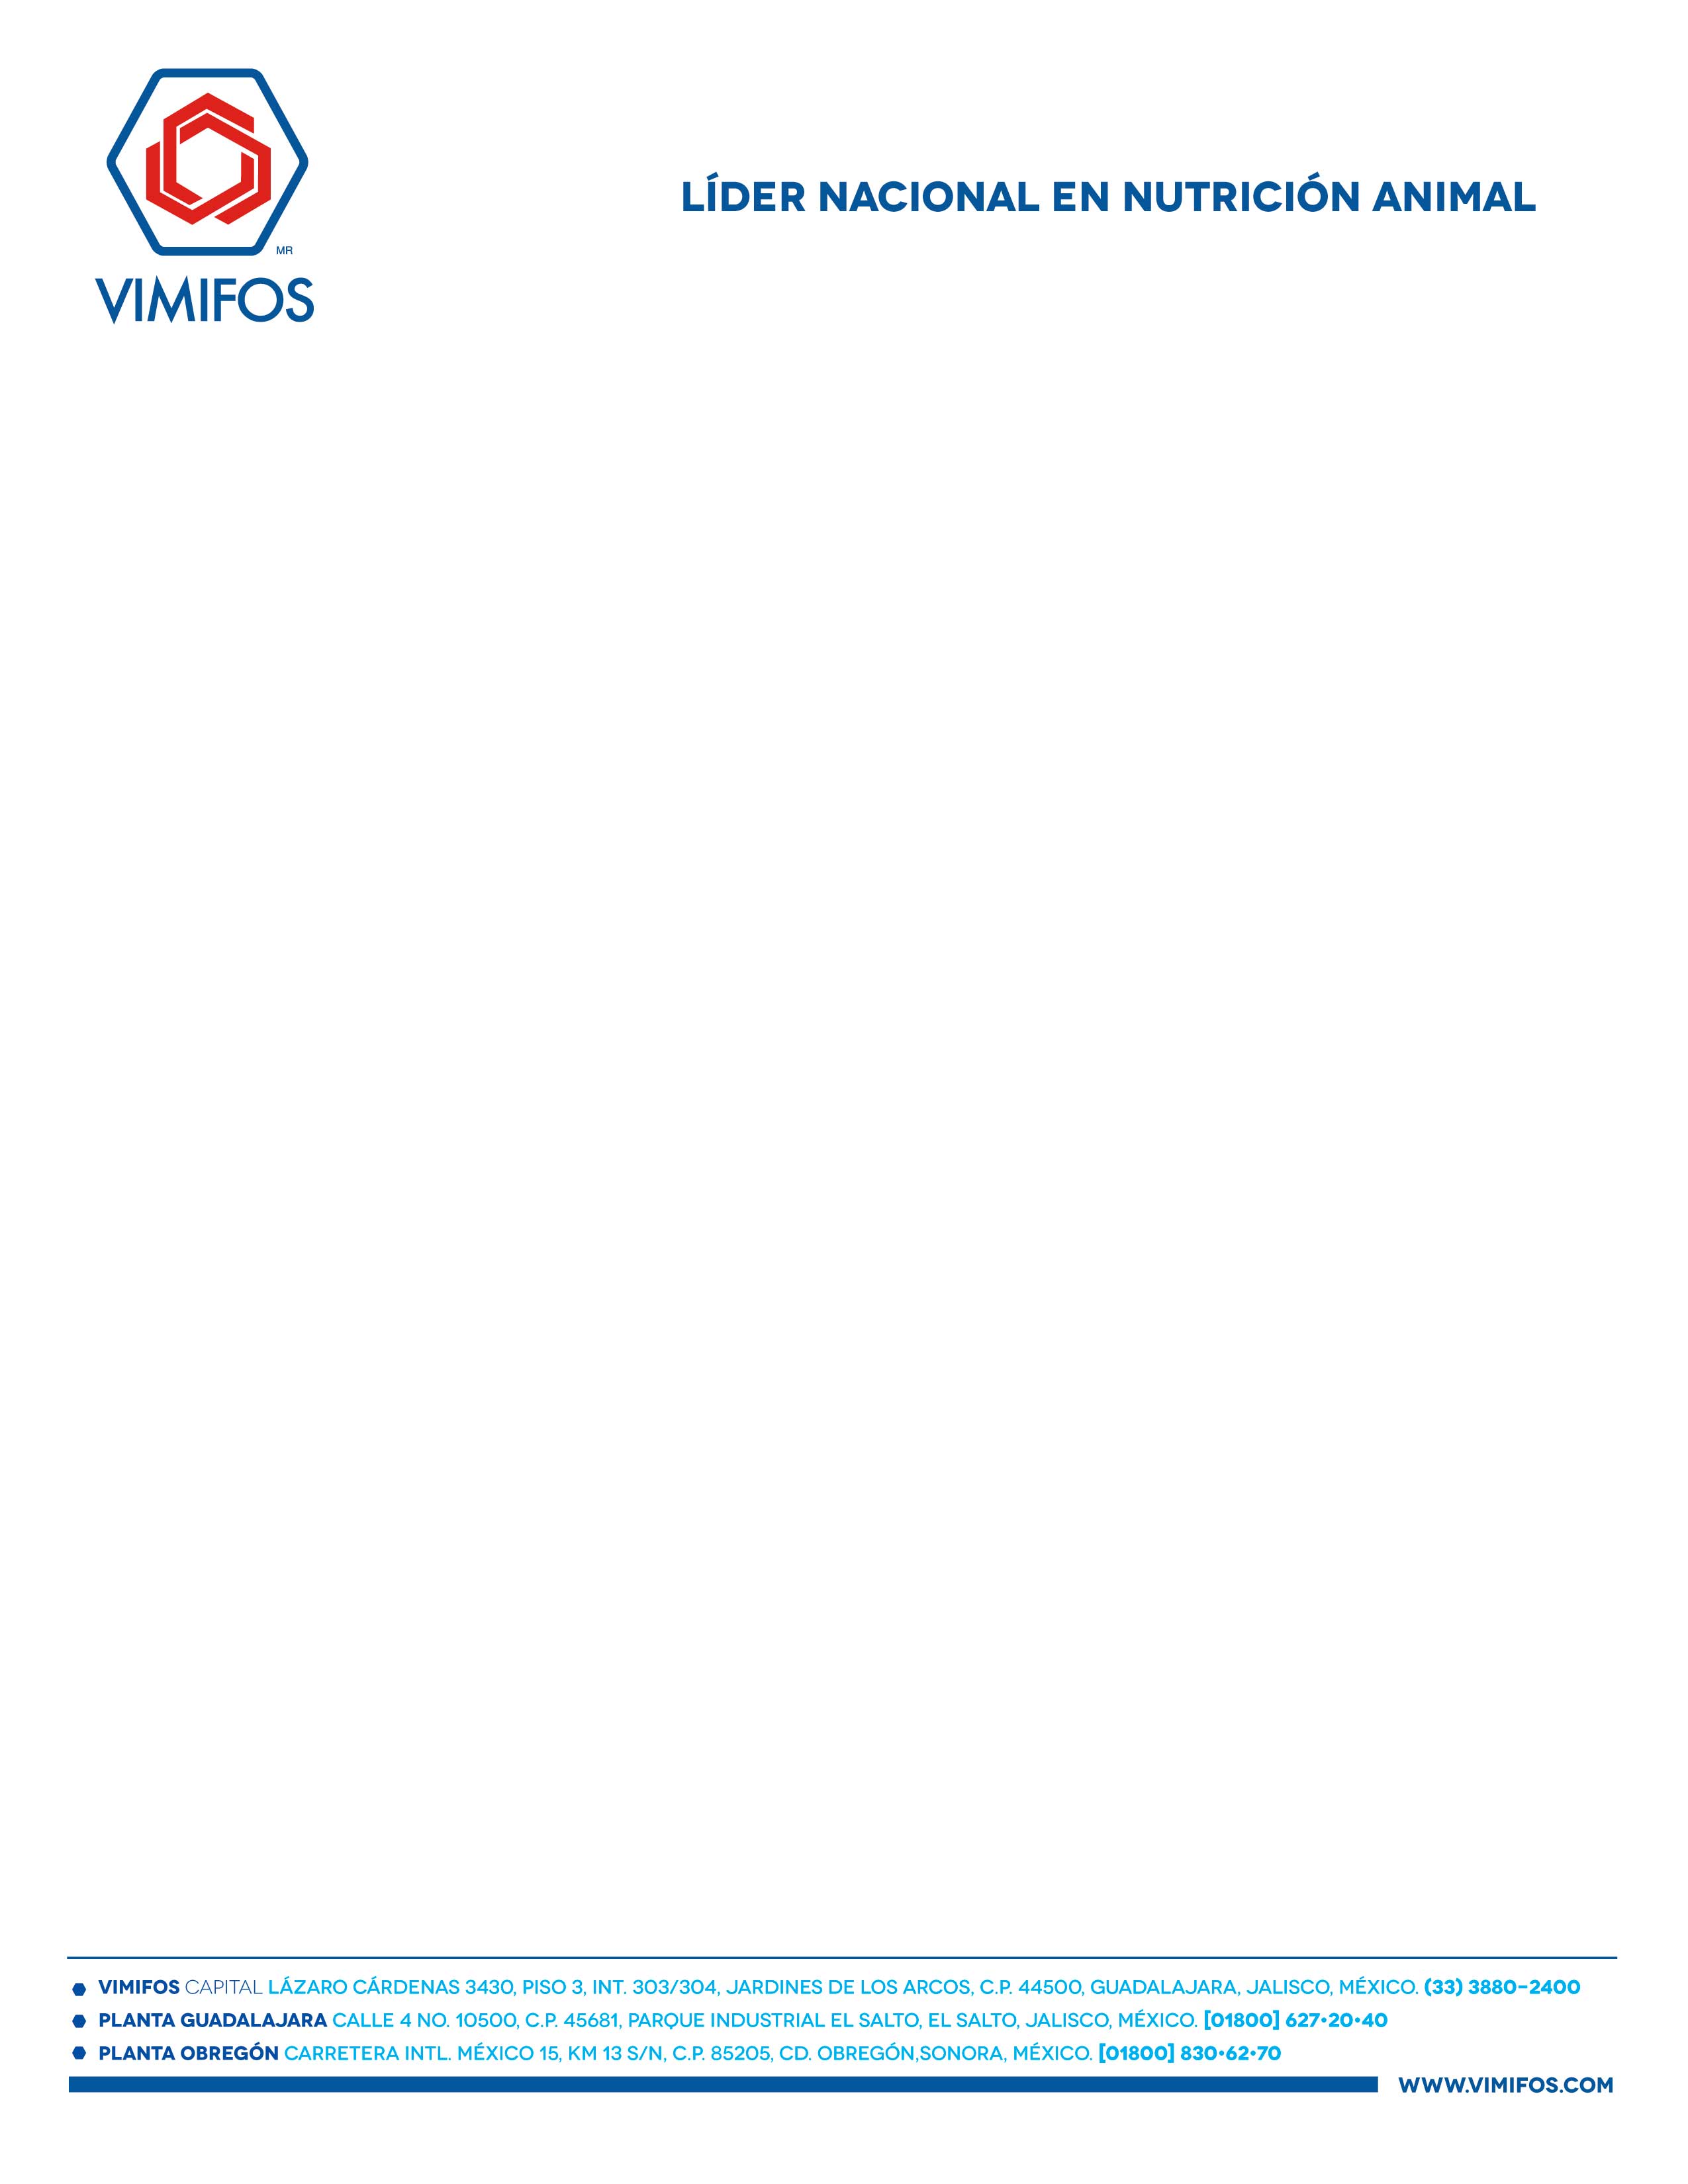 MR
VIMIFOS
LÍDER NACIONAL EN NUTRICIÓN ANIMAL
VIMIFOS CAPITAL LÁZARO CÁRDENAS 3430, PISO 3, INT. 303/304, JARDINES DE LOS ARCOS, C.P. 44500, GUADALAJARA, JALISCO, MÉXICO. (33) 3880-2400
PLANTA GUADALAJARA CALLE 4 NO. 10500, C.P. 45681, PARQUE INDUSTRIAL EL SALTO, EL SALTO, JALISCO, MÉXICO. [01800] 627•20•40
PLANTA OBREGÓN CARRETERA INTL. MÉXICO 15, KM 13 S/N, C.P. 85205, CD. OBREGÓN,SONORA, MÉXICO. [01800] 830•62•70
WWW.VIMIFOS.COM